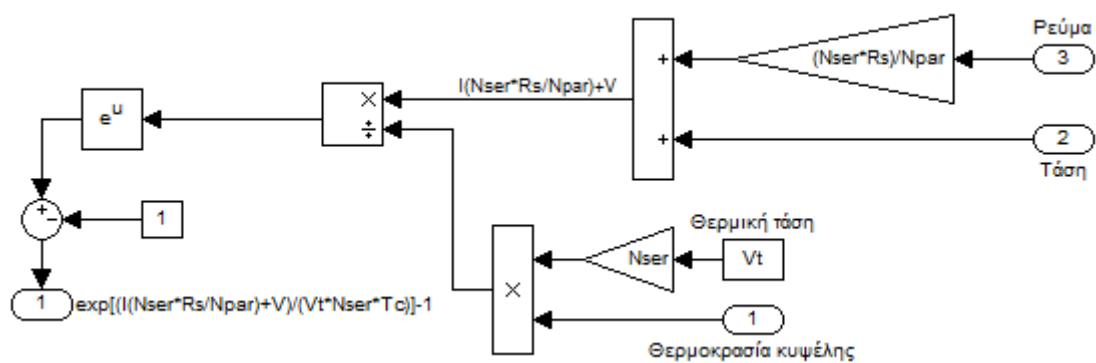 Ρεύμα
3
(Nser*Rs)/Npar
+
I(Nser*Rs/Npar)+V
×
÷
e^u
+
2
Τάση
+
−
1
Θερμική τάση
Nser
Vt
×
1
exp[(I(Nser*Rs/Npar)+V)/(Vt*Nser*Tc)]-1
1
Θερμοκρασία κυψέλης